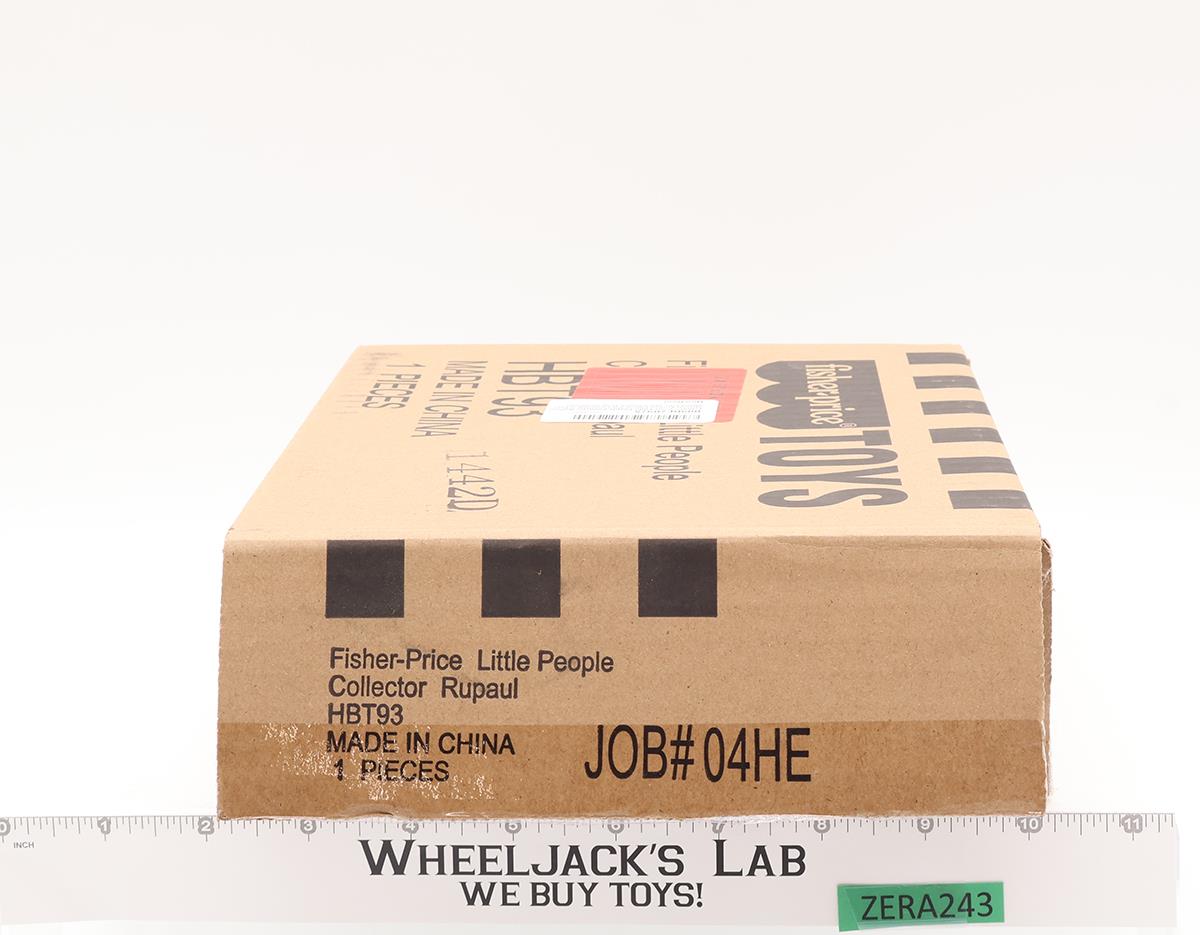 fisher-price® TOYS
Little People
HBT93
MADE IN CHINA
1 PIECES
1442D
Fisher-Price Little People
Collector Rupaul
HBT93
MADE IN CHINA
1 PIECES
JOB# 04HE
0 1 2 3 4 5 6 7 8 9 10 11
INCH
WHEELJACK'S LAB
WE BUY TOYS!
ZERA243